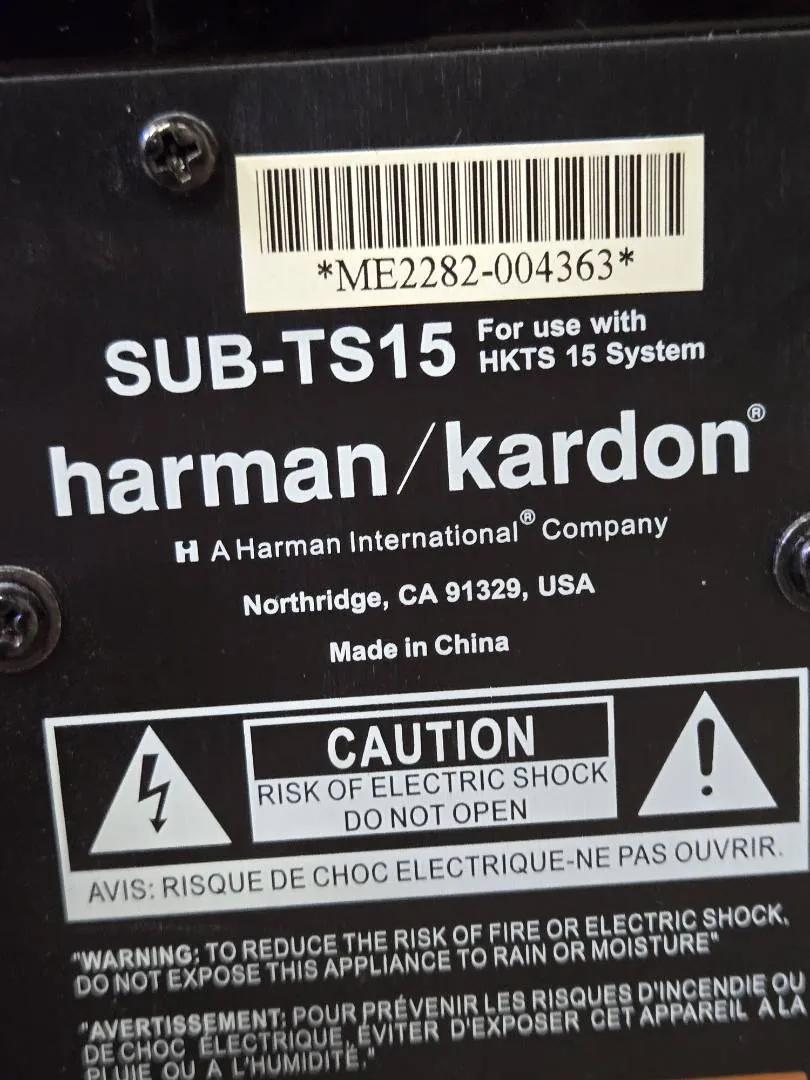 *ME2282-004363*
SUB-TS15 For use with
HKTS 15 System
harman/kardon®
H A Harman International® Company
Northridge, CA 91329, USA
Made in China
CAUTION
RISK OF ELECTRIC SHOCK
DO NOT OPEN
AVIS: RISQUE DE CHOC ELECTRIQUE-NE PAS OUVRIR.
"WARNING: TO REDUCE THE RISK OF FIRE OR ELECTRIC SHOCK,
DO NOT EXPOSE THIS APPLIANCE TO RAIN OR MOISTURE"
"AVERTISSEMENT: POUR PRÉVENIR LES RISQUES D'INCENDIE OU
DE CHOC ÉLECTRIQUE, ÉVITER D'EXPOSER CET APPAREIL A LA
PLUIE OU A L'HUMIDITÉ."